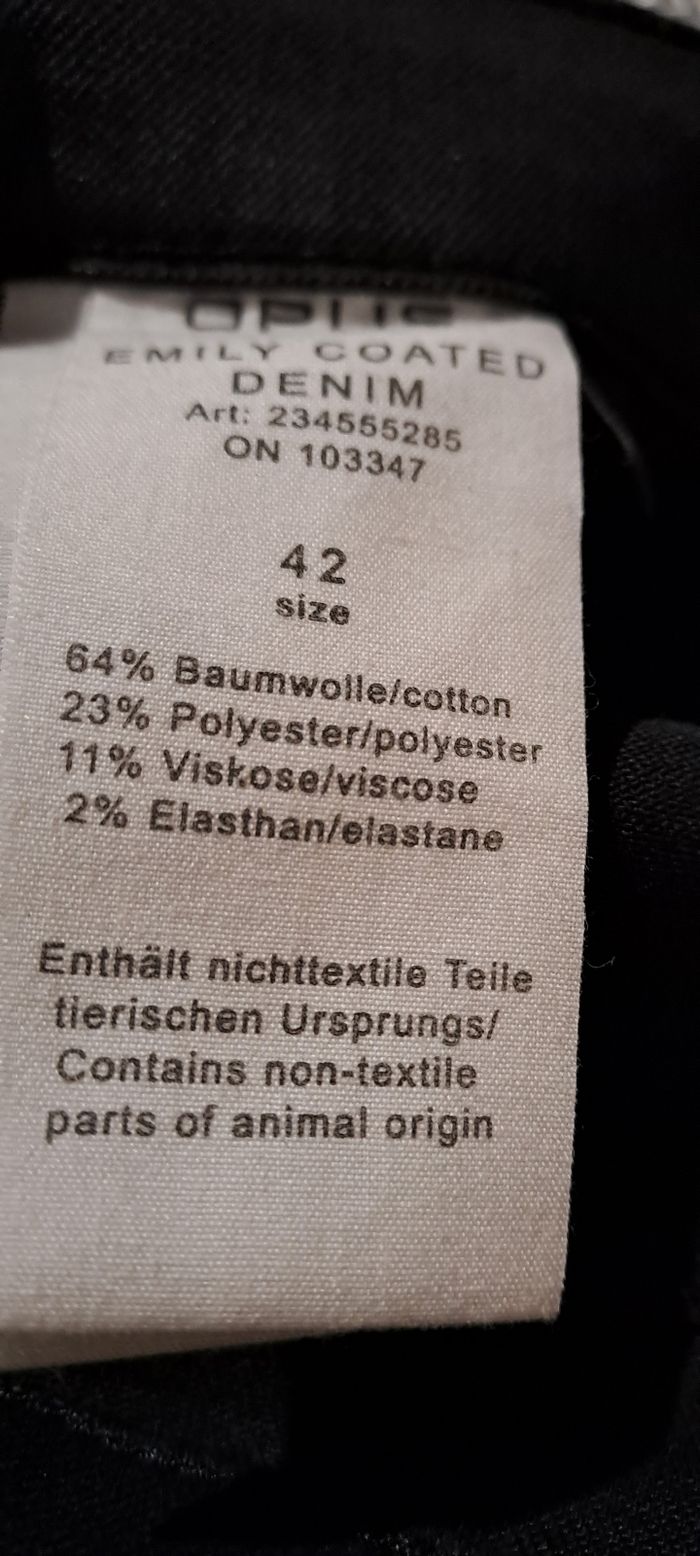 opus
EMILY COATED
DENIM
Art: 234555285
ON 103347
42
size
64% Baumwolle/cotton
23% Polyester/polyester
11% Viskose/viscose
2% Elasthan/elastane
Enthält nichttextile Teile
tierischen Ursprungs/
Contains non-textile
parts of animal origin